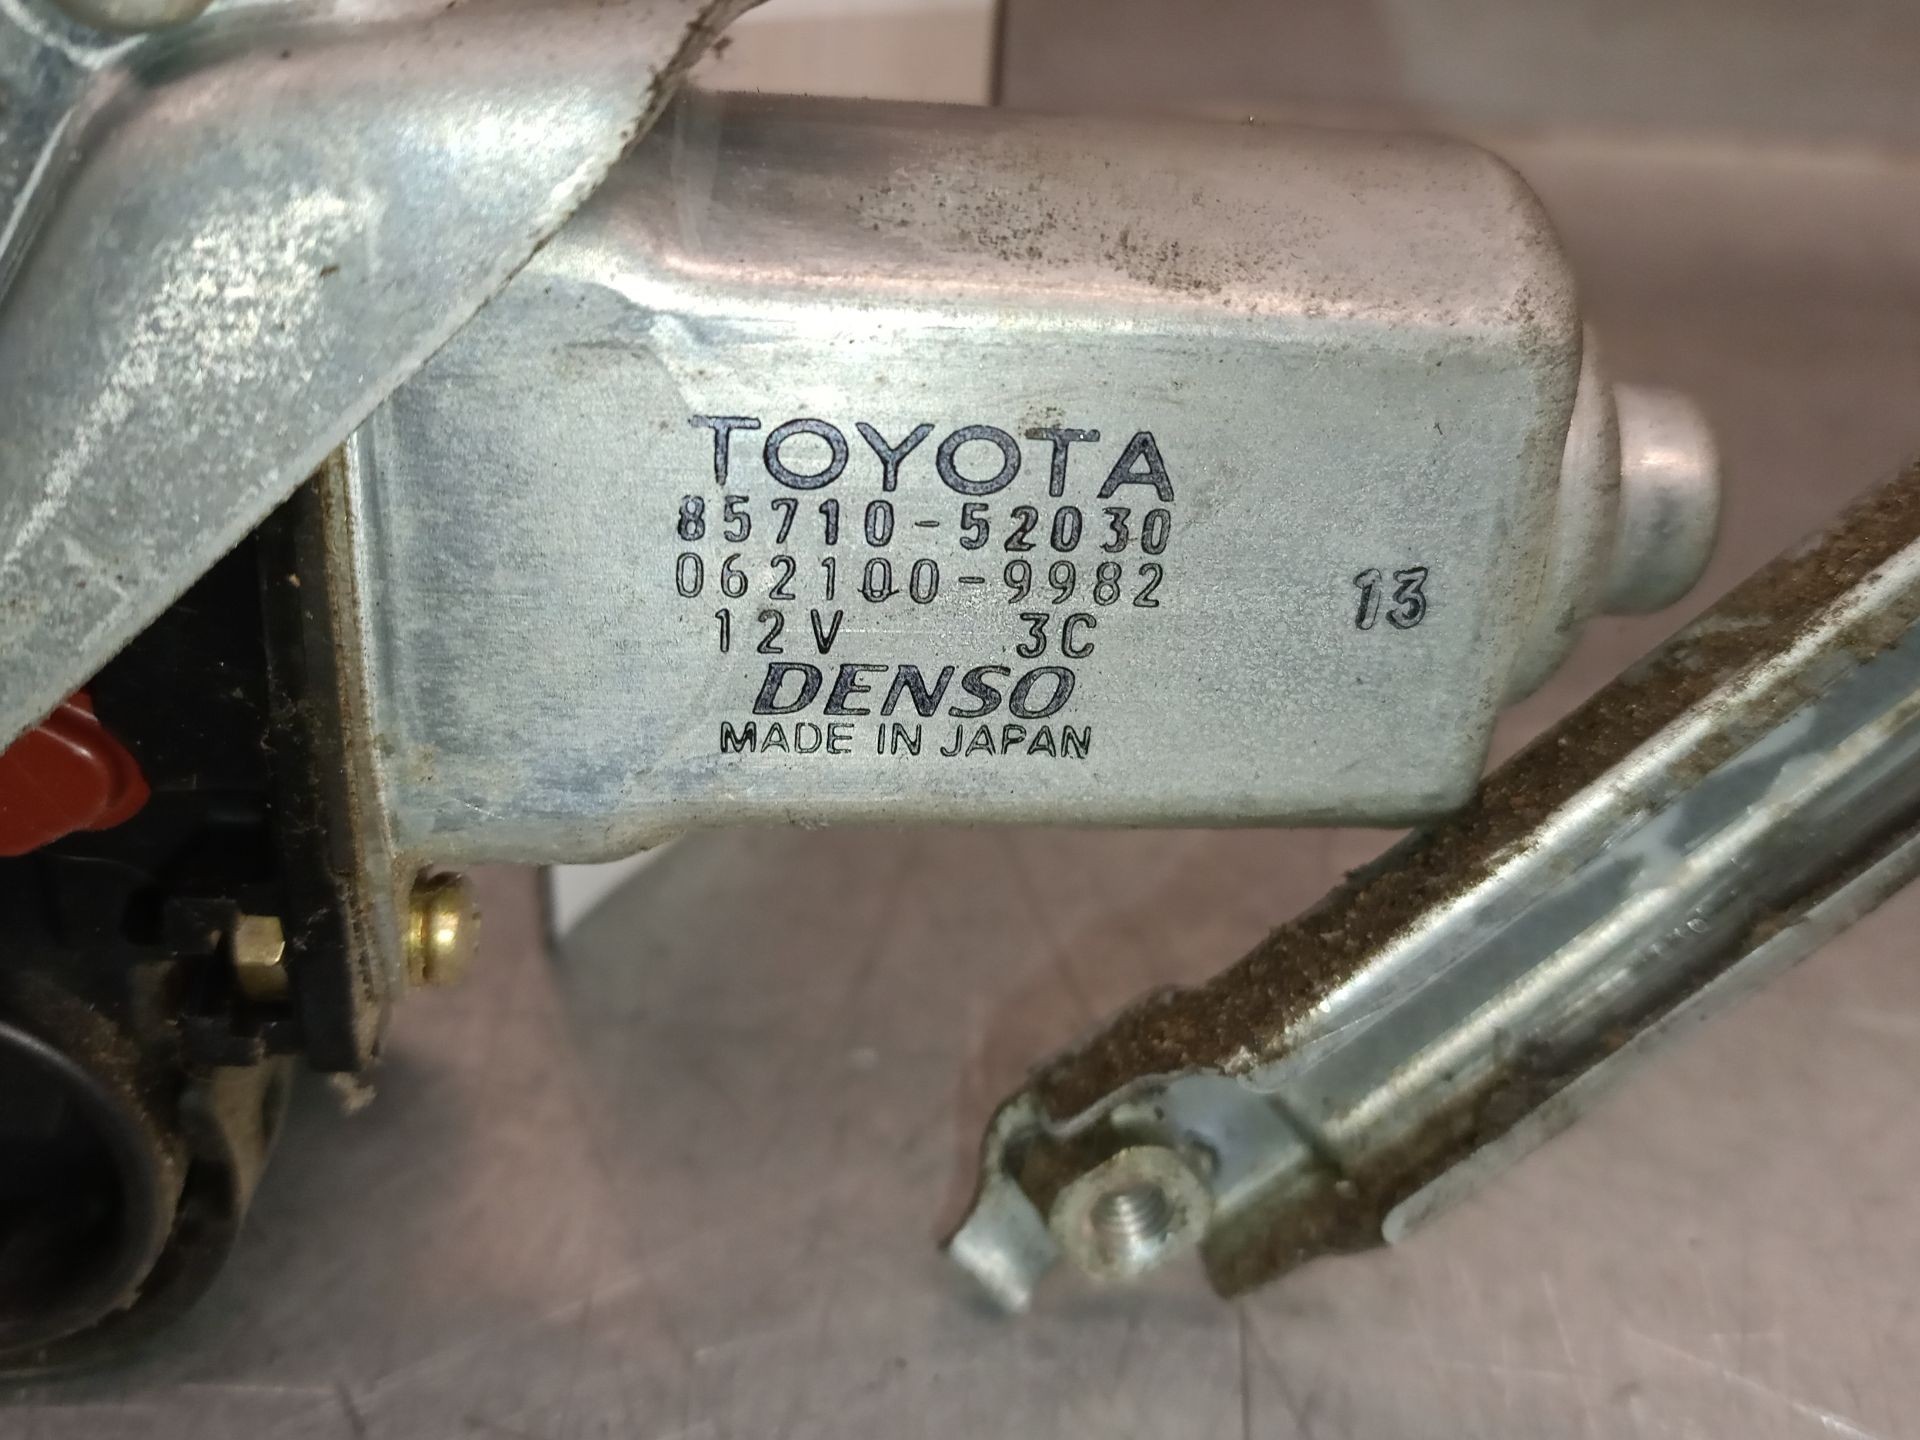 TOYOTA
85710-52030
062100-9982
12V 3C
13
DENSO
MADE IN JAPAN